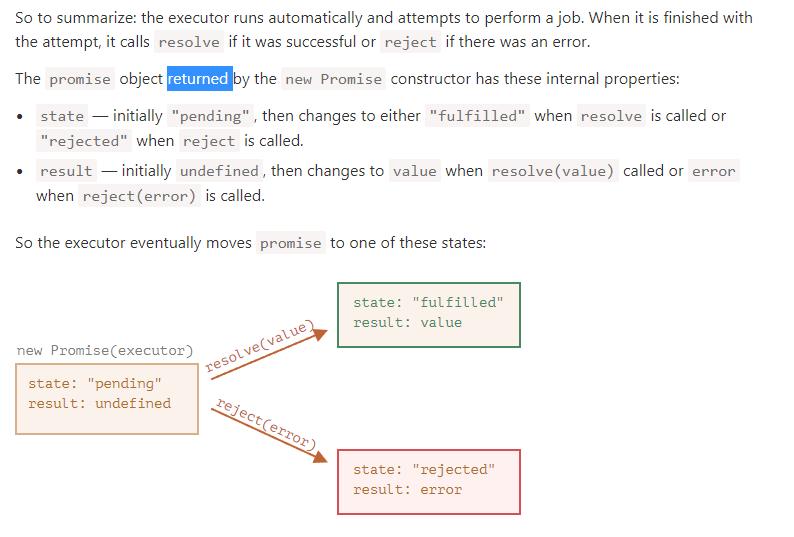 So to summarize: the executor runs automatically and attempts to perform a job. When it is finished with
the attempt, it calls resolve if it was successful or reject if there was an error.
The promise object returned by the new Promise constructor has these internal properties:
• state — initially "pending", then changes to either "fulfilled" when resolve is called or
"rejected" when reject is called.
• result — initially undefined, then changes to value when resolve(value) called or error
when reject(error) is called.
So the executor eventually moves promise to one of these states:
state: "fulfilled"
result: value
resolve(value)
new Promise(executor)
state: "pending"
result: undefined
reject(error)
state: "rejected"
result: error